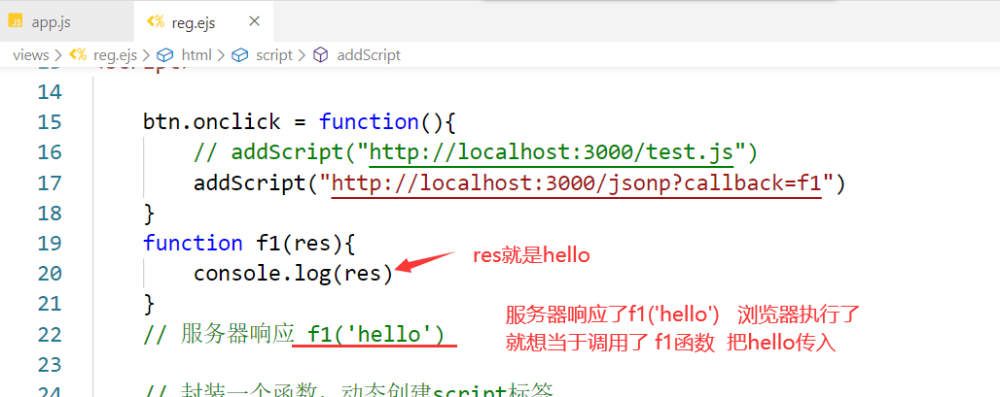 JS app.js
<% reg.ejs ×
views > <% reg.ejs > html > script > addScript
14
15 btn.onclick = function(){
16 // addScript("http://localhost:3000/test.js")
17 addScript("http://localhost:3000/jsonp?callback=f1")
18 }
19 function f1(res){
20 console.log(res)
res就是hello
21 }
22 // 服务器响应 f1('hello')
服务器响应了f1('hello') 浏览器执行了
就想当于调用了 f1函数 把hello传入
23
24 // 封装一个函,动态创建script标签